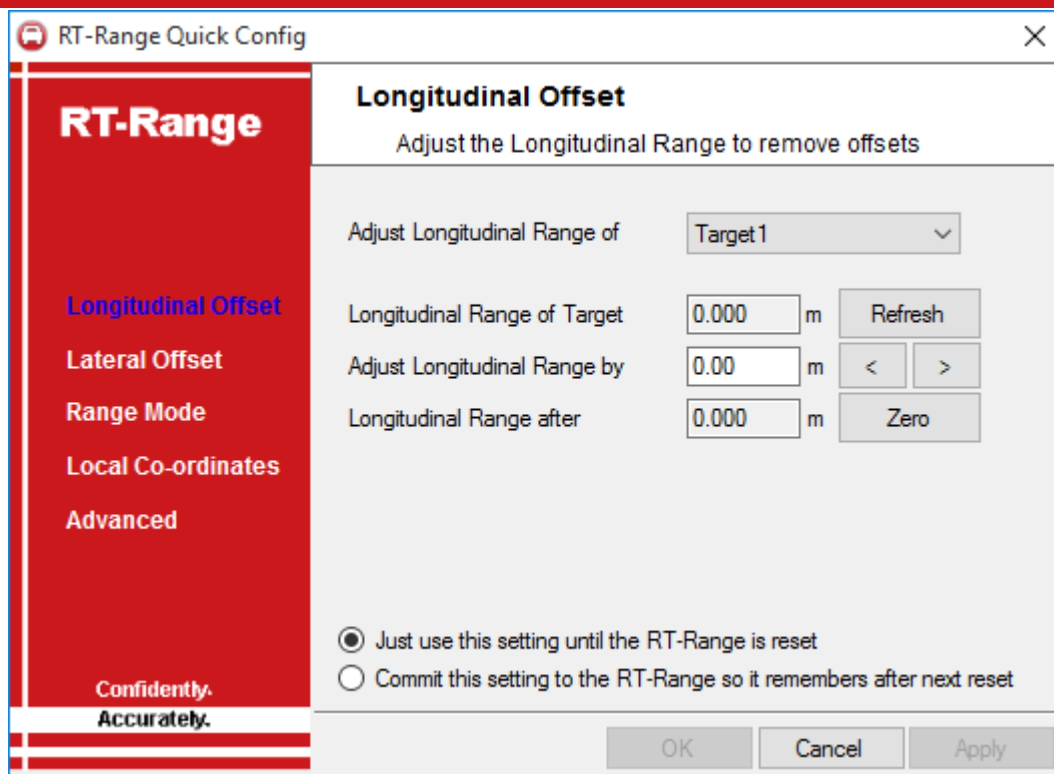 RT-Range Quick Config
RT-Range
Longitudinal Offset
Lateral Offset
Range Mode
Local Co-ordinates
Advanced
Confidently.
Accurately.
Longitudinal Offset
Adjust the Longitudinal Range to remove offsets
Adjust Longitudinal Range of Target1
Longitudinal Range of Target 0.000 m Refresh
Adjust Longitudinal Range by 0.00 m < >
Longitudinal Range after 0.000 m Zero
Just use this setting until the RT-Range is reset
Commit this setting to the RT-Range so it remembers after next reset
OK Cancel Apply